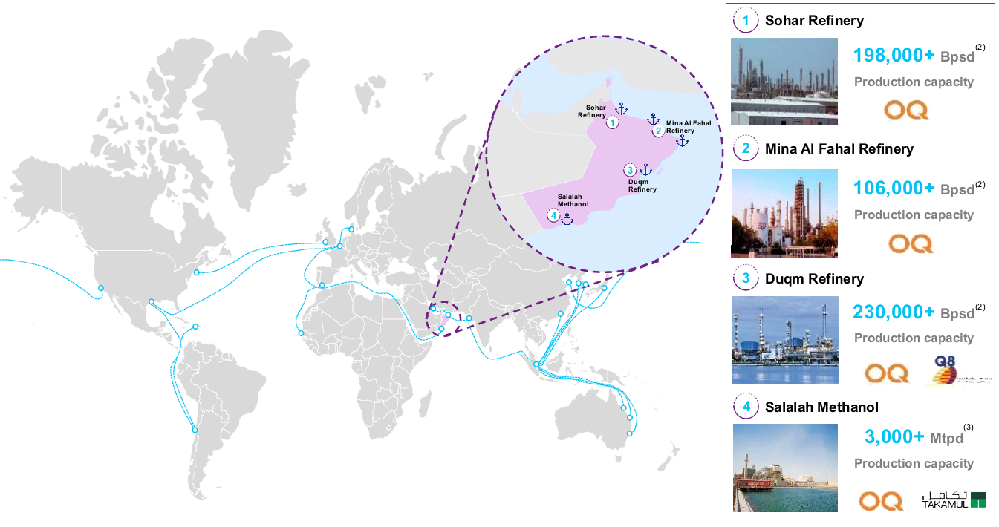 Sohar
Refinery
1
Mina Al Fahal
Refinery
2
3
Duqm
Refinery
Salalah
Methanol
4
1 Sohar Refinery
198,000+ Bpsd(2)
Production capacity
OQ
2 Mina Al Fahal Refinery
106,000+ Bpsd(2)
Production capacity
OQ
3 Duqm Refinery
230,000+ Bpsd(2)
Production capacity
OQ
Q8
4 Salalah Methanol
3,000+ Mtpd(3)
Production capacity
OQ
تكامل
TAKAMUL